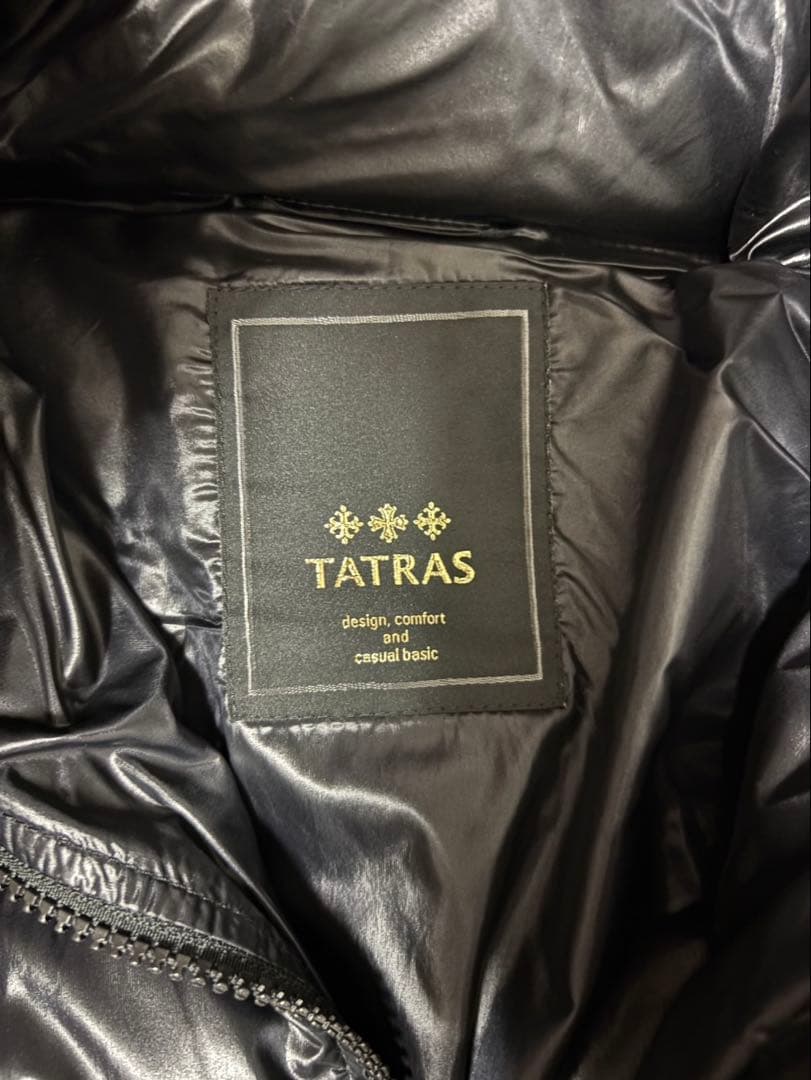 TATRAS
design, comfort
and
casual basic